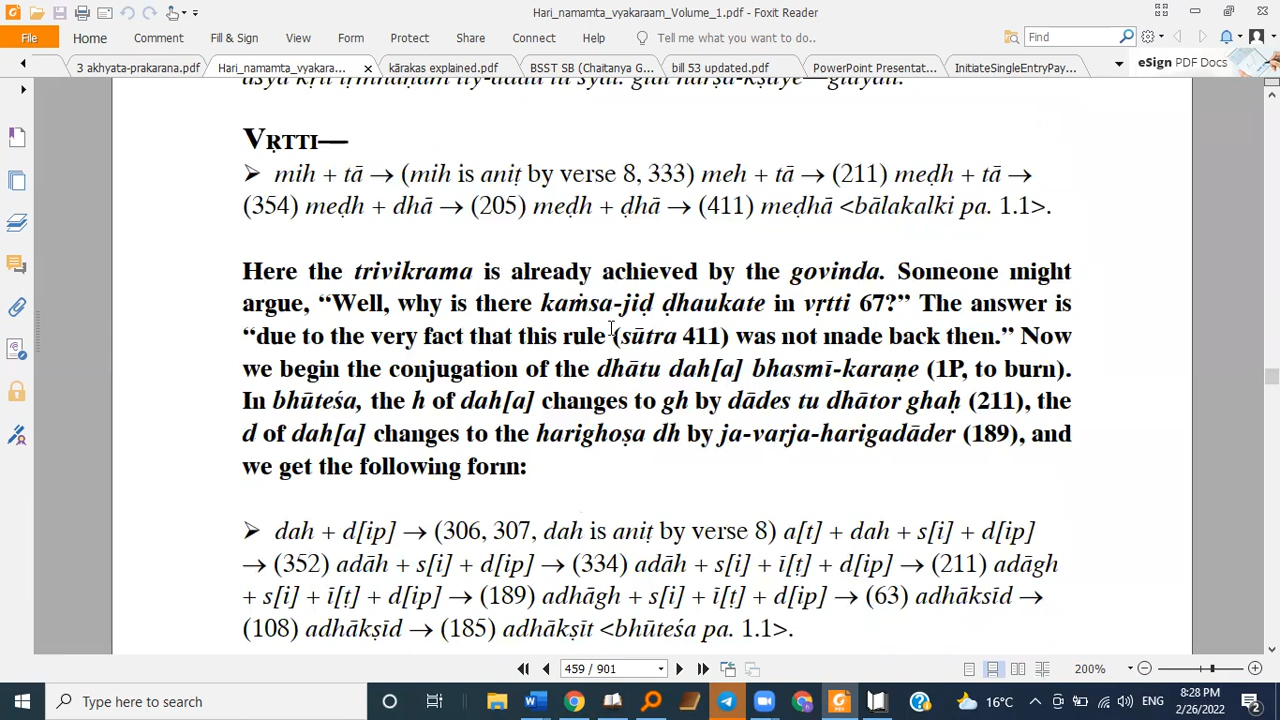 Hari_namamta_vyakaraam_Volume_1.pdf - Foxit Reader
File Home Comment Fill & Sign View Form Protect Share Connect Help Tell me what you want to do.. Find
3 akhyata-prakarana.pdf Hari_namamta_vyakara... kārakas explained.pdf BSST SB (Chaitanya G... bill 53 updated.pdf PowerPoint Presentat... InitiateSingleEntryPay... eSign PDF Docs
VṚTTI—
➢ mih + tā → (mih is aniṭ by verse 8, 333) meh + tā → (211) meḍh + tā →
(354) meḍh + dhā → (205) meḍh + ḍhā → (411) meḍhā <bālakalki pa. 1.1>.
Here the trivikrama is already achieved by the govinda. Someone might
argue, “Well, why is there kaṁsa-jiḍ ḍhaukate in vṛtti 67?” The answer is
“due to the very fact that this rule (sūtra 411) was not made back then.” Now
we begin the conjugation of the dhātu dah[a] bhasmī-karaṇe (1P, to burn).
In bhūteśa, the h of dah[a] changes to gh by dādes tu dhātor ghaḥ (211), the
d of dah[a] changes to the harighoṣa dh by ja-varja-harigadāder (189), and
we get the following form:
➢ dah + d[ip] → (306, 307, dah is aniṭ by verse 8) a[t] + dah + s[i] + d[ip]
→ (352) adāh + s[i] + d[ip] → (334) adāh + s[i] + ī[ṭ] + d[ip] → (211) adāgh
+ s[i] + ī[ṭ] + d[ip] → (189) adhāgh + s[i] + ī[ṭ] + d[ip] → (63) adhāksīd →
(108) adhākṣīd → (185) adhākṣīt <bhūteśa pa. 1.1>.
459 / 901 200%
Type here to search 16°C ENG 8:28 PM 2/26/2022 2